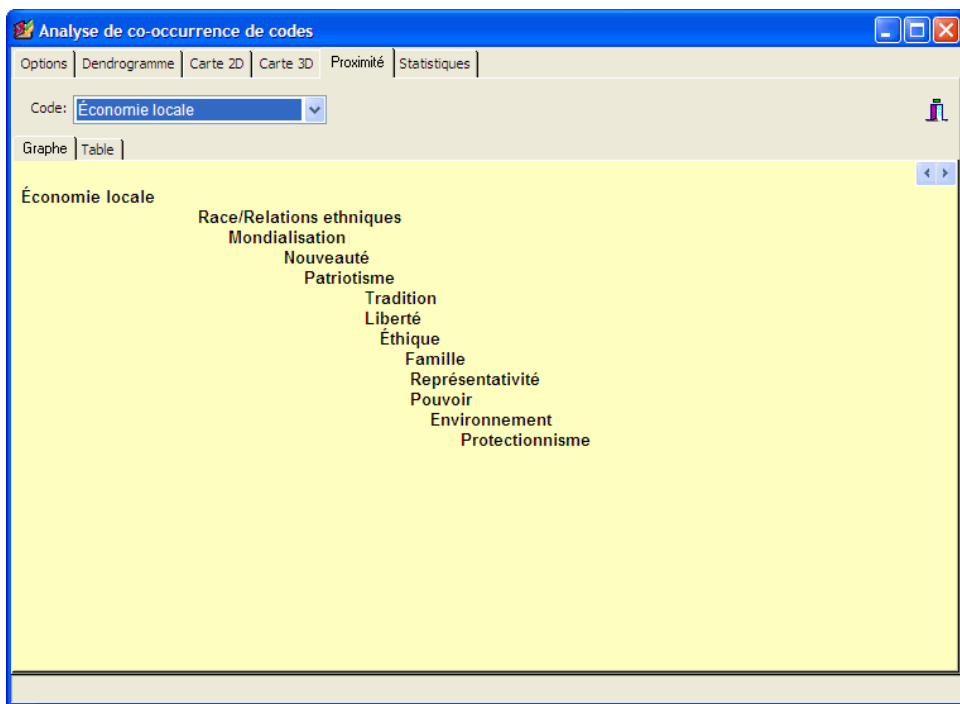 Analyse de co-occurrence de codes
Options Dendrogramme Carte 2D Carte 3D Proximité Statistiques
Code: Économie locale
Graphe Table
Économie locale
Race/Relations ethniques
Mondialisation
Nouveauté
Patriotisme
Tradition
Liberté
Éthique
Famille
Représentativité
Pouvoir
Environnement
Protectionnisme